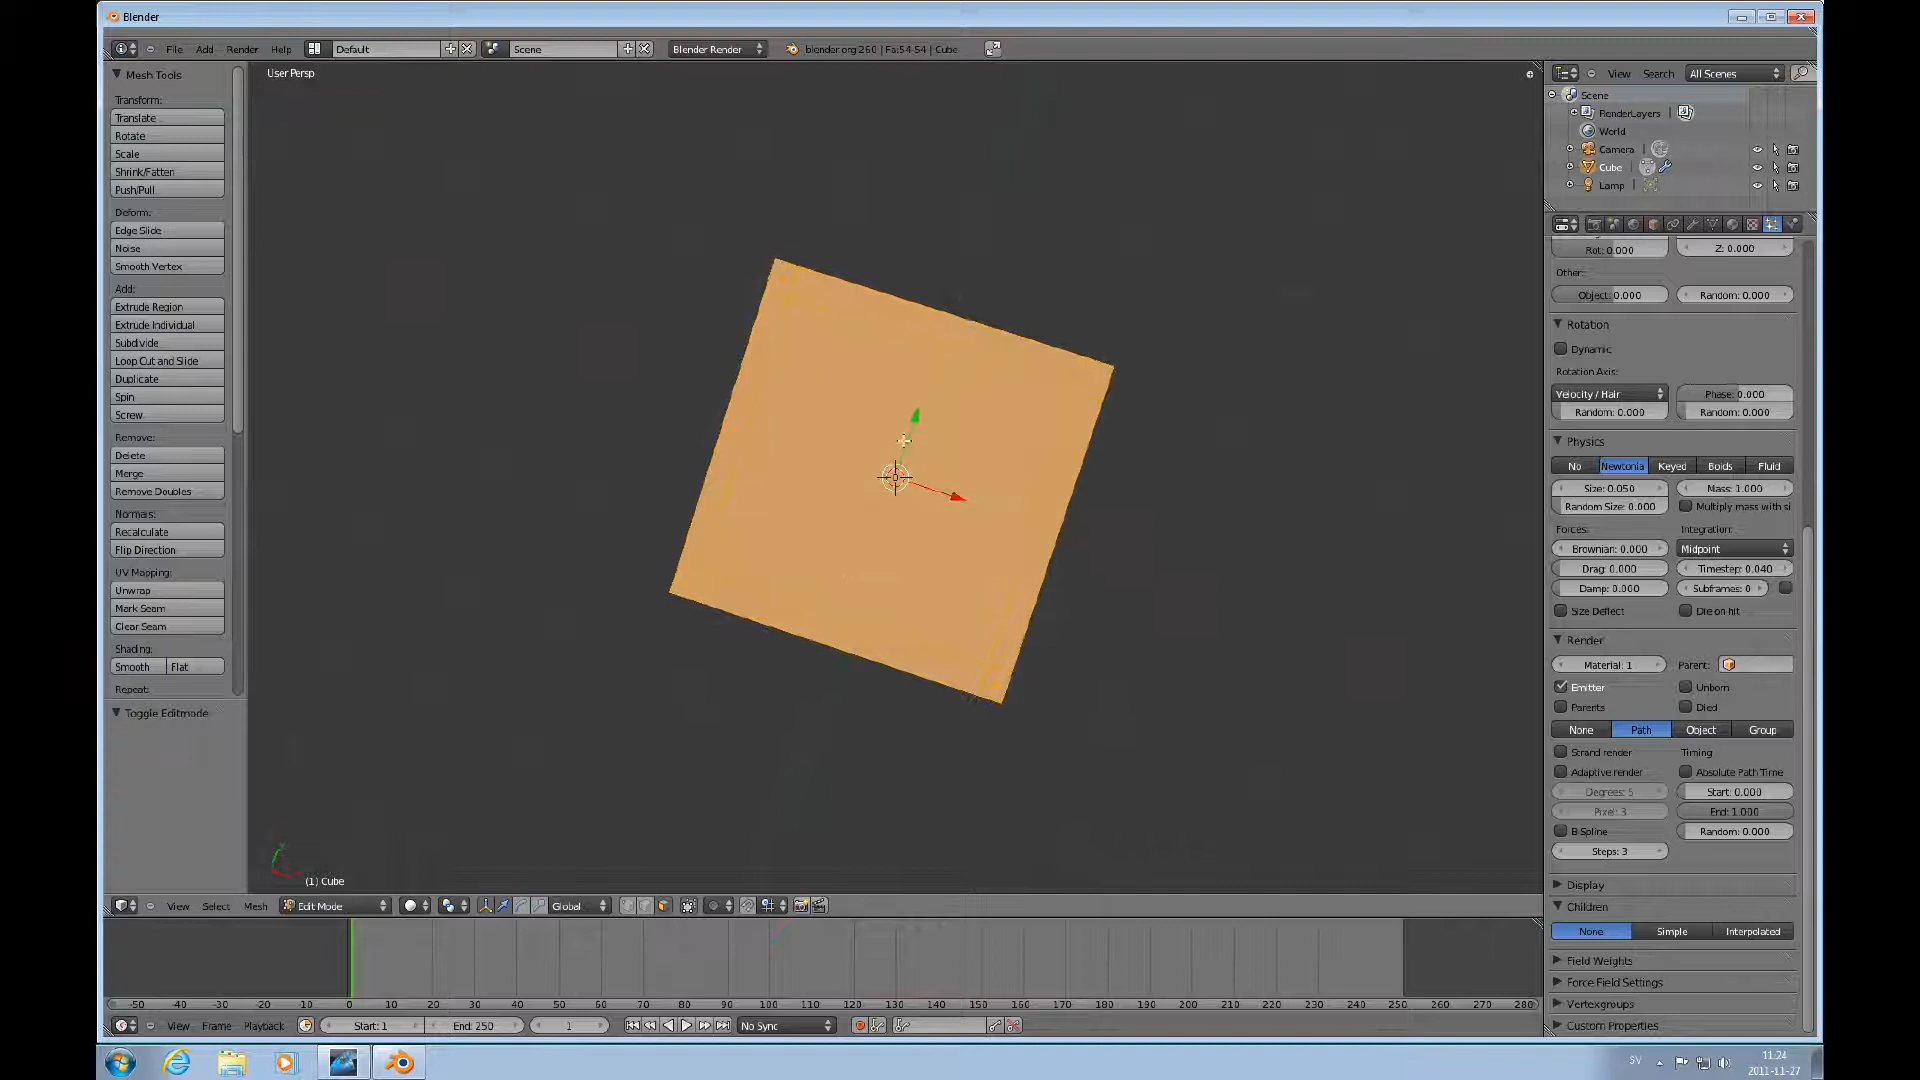 Blender
File Add Render Help Default Scene Blender Render blender.org 260 | Fa:54-54 | Cube
Mesh Tools
Transform:
Translate
Rotate
Scale
Shrink/Fatten
Push/Pull
Deform:
Edge Slide
Noise
Smooth Vertex
Add:
Extrude Region
Extrude Individual
Subdivide
Loop Cut and Slide
Duplicate
Spin
Screw
Remove:
Delete
Merge
Remove Doubles
Normals:
Recalculate
Flip Direction
UV Mapping:
Unwrap
Mark Seam
Clear Seam
Shading:
Smooth Flat
Repeat:
Toggle Editmode
User Persp
(1) Cube
View Select Mesh Edit Mode Global
-50 -40 -30 -20 -10 0 10 20 30 40 50 60 70 80 90 100 110 120 130 140 150 160 170 180 190 200 210 220 230 240 250 260 270 280
View Frame Playback Start: 1 End: 250 1 No Sync
View Search All Scenes
Scene
RenderLayers
World
Camera
Cube
Lamp
Rot: 0.000 Z: 0.000
Other:
Object: 0.000 Random: 0.000
Rotation
Dynamic
Rotation Axis:
Velocity / Hair Phase: 0.000
Random: 0.000 Random: 0.000
Physics
No Newtonia Keyed Boids Fluid
Size: 0.050 Mass: 1.000
Random Size: 0.000 Multiply mass with si
Forces: Integration:
Brownian: 0.000 Midpoint
Drag: 0.000 Timestep: 0.040
Damp: 0.000 Subframes: 0
Size Deflect Die on hit
Render
Material: 1 Parent:
Emitter Unborn
Parents Died
None Path Object Group
Strand render Timing
Adaptive render Absolute Path Time
Degrees: 5 Start: 0.000
Pixel: 3 End: 1.000
B-Spline Random: 0.000
Steps: 3
Display
Children
None Simple Interpolated
Field Weights
Force Field Settings
Vertexgroups
Custom Properties
SV 11:24
2011-11-27